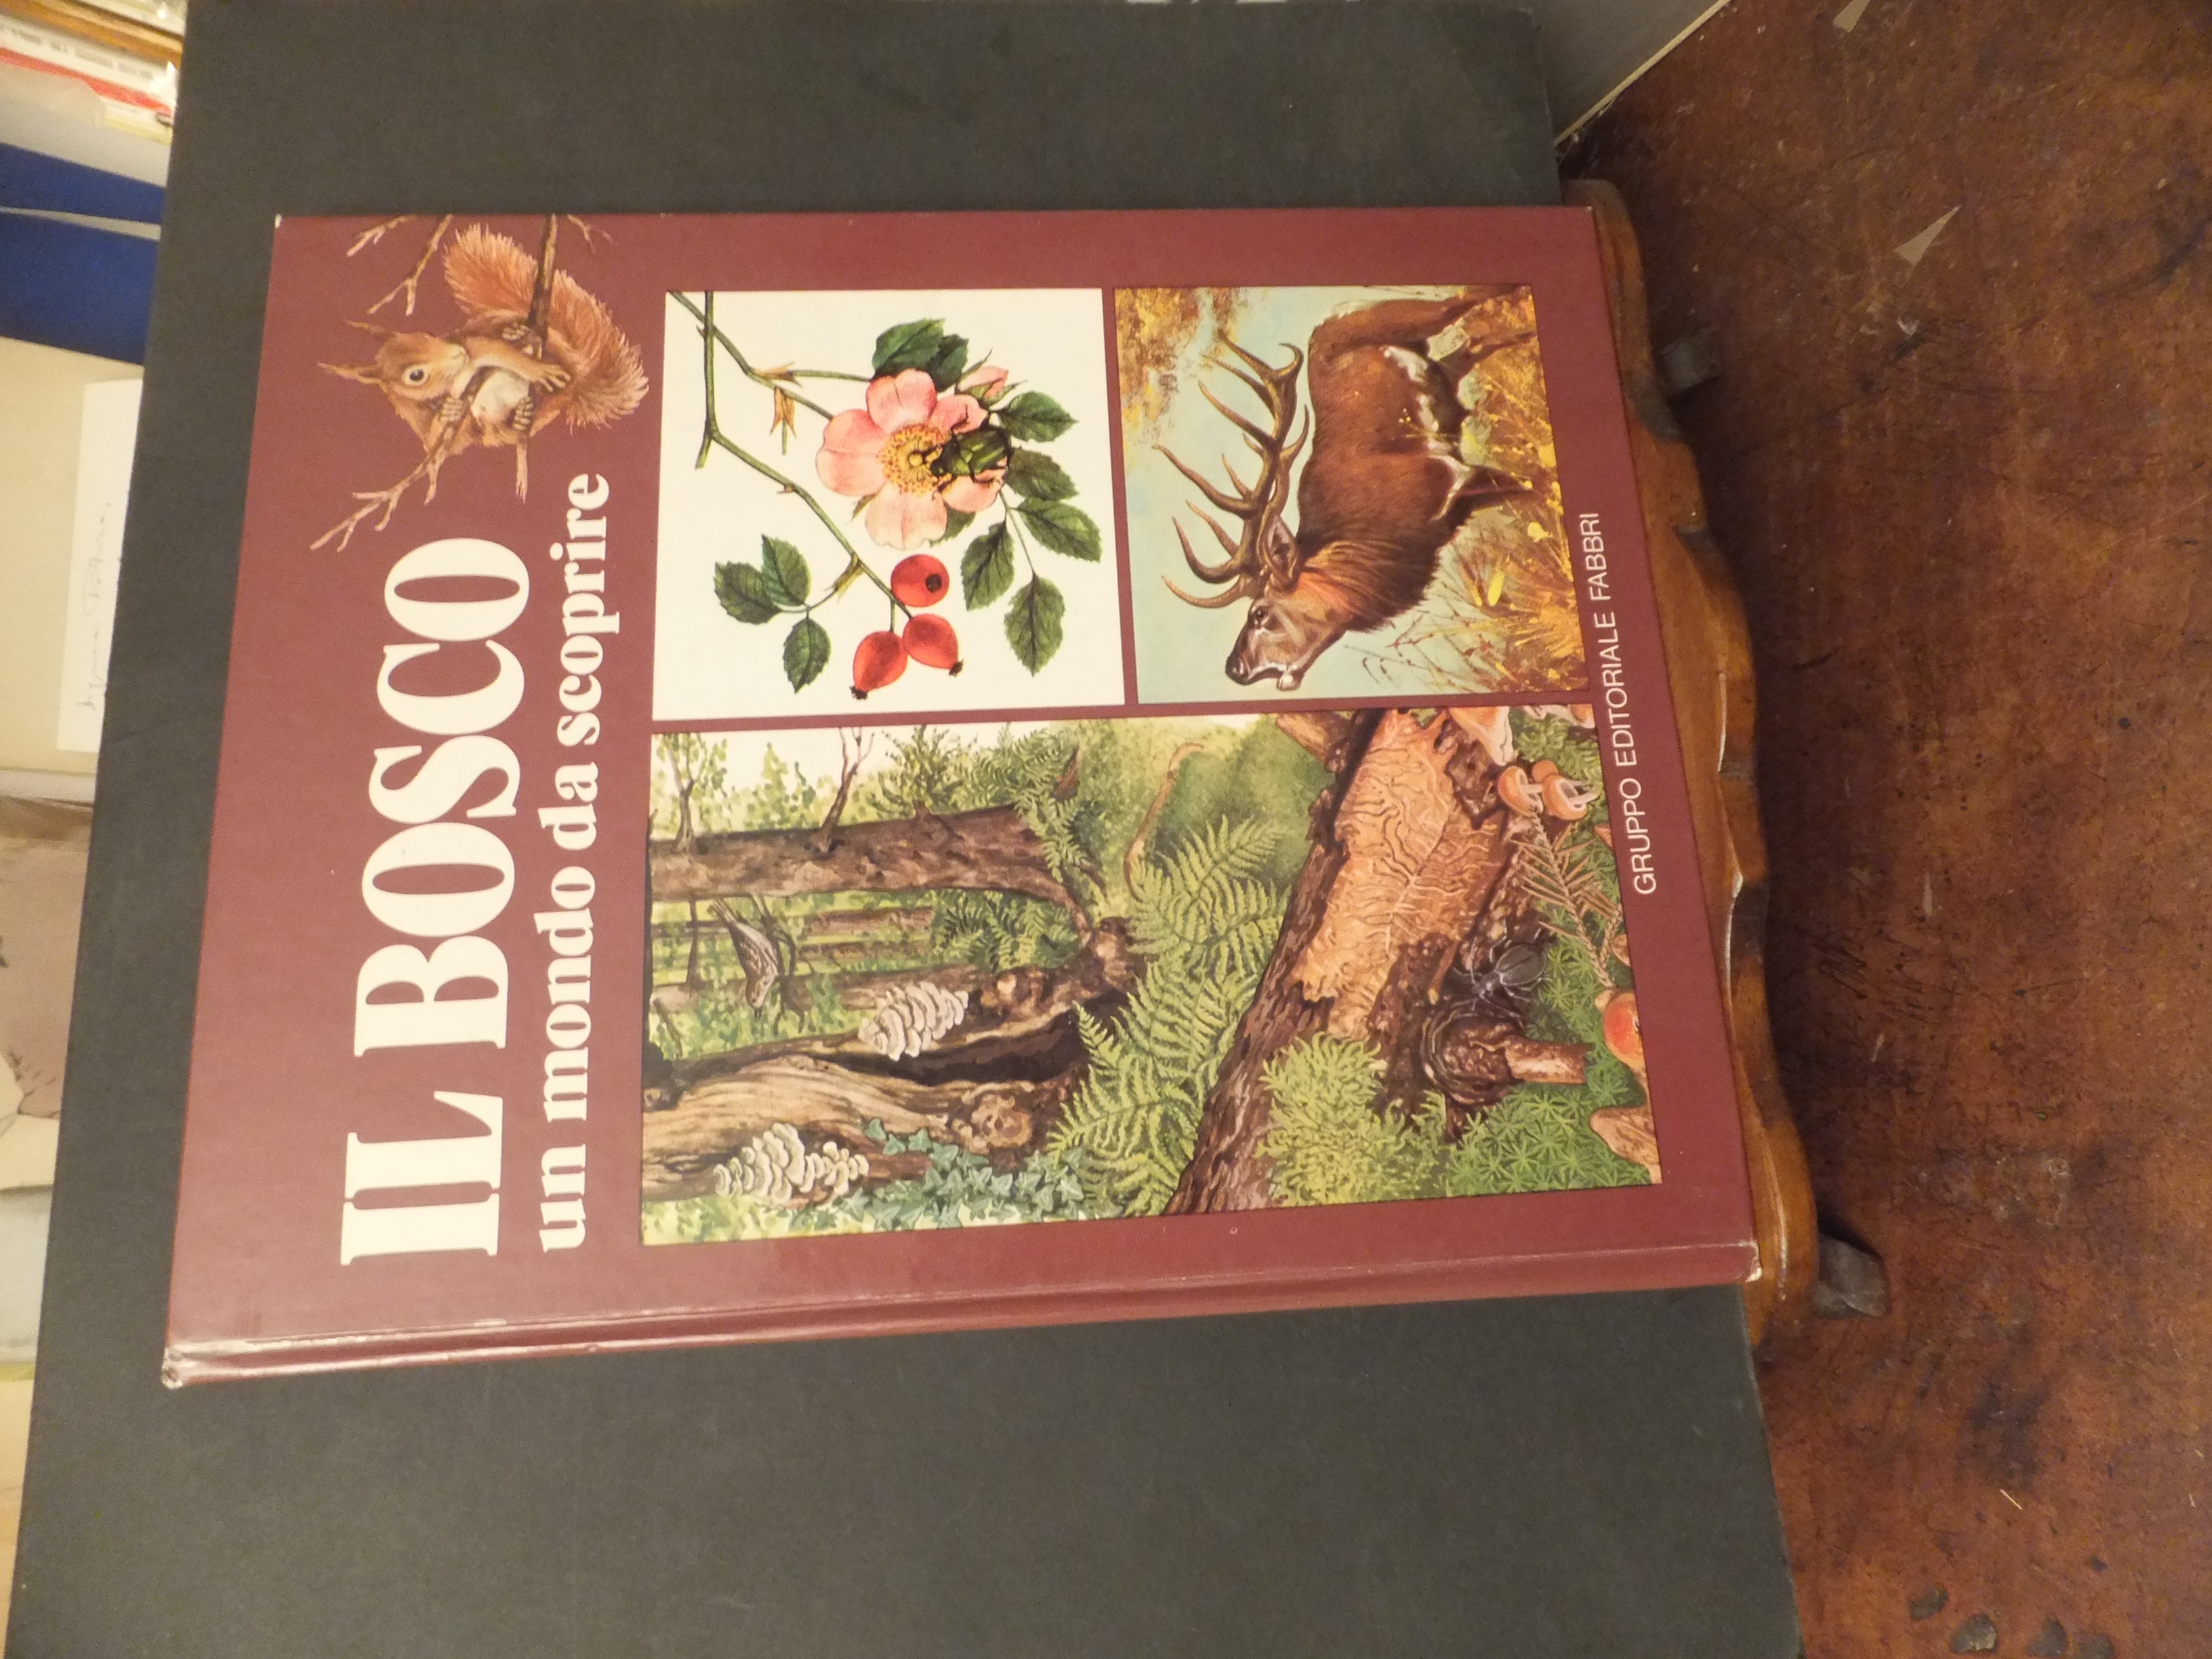 IL BOSCO
un mondo da scoprire
GRUPPO EDITORIALE FABBRI